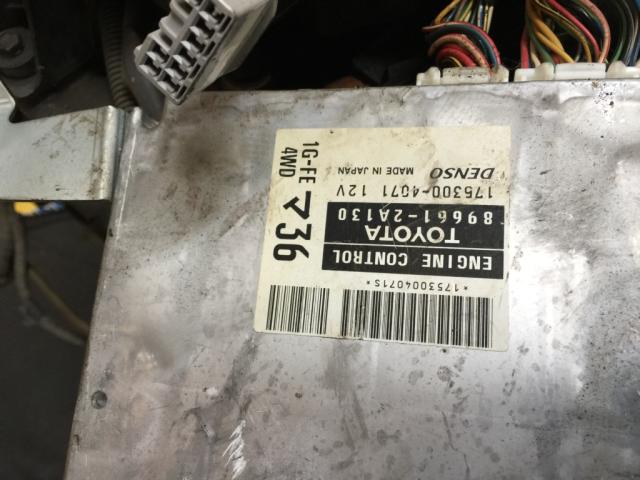 *1753004071S*
ENGINE CONTROL
TOYOTA
89661-2A130
175300-4071 12V
DENSO MADE IN JAPAN
36
1G-FE
4WD